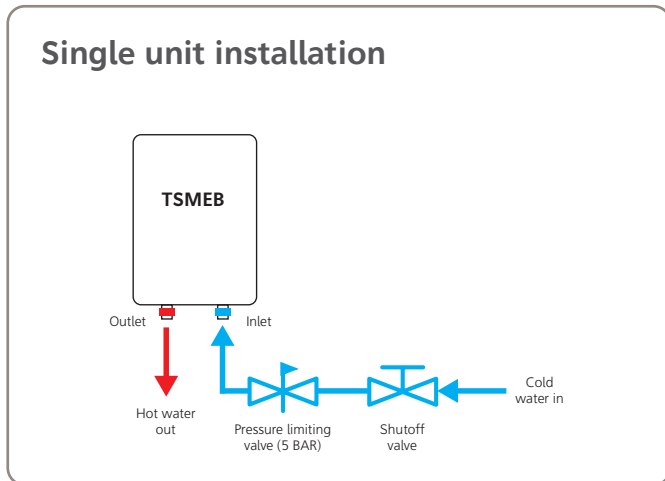 Single unit installation
TSMEB
Outlet
Inlet
Hot water
out
Pressure limiting
valve (5 BAR)
Shutoff
valve
Cold
water in